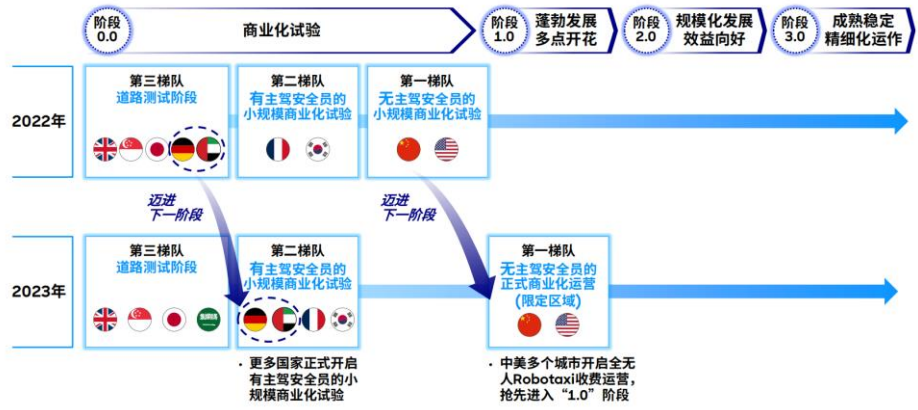 阶段
0.0
商业化试验
阶段
1.0
蓬勃发展
多点开花
阶段
2.0
规模化发展
效益向好
阶段
3.0
成熟稳定
精细化运作
2022年
第三梯队
道路测试阶段
第二梯队
有主驾安全员的
小规模商业化试验
第一梯队
无主驾安全员的
小规模商业化试验
迈进
下一阶段
迈进
下一阶段
2023年
第三梯队
道路测试阶段
第二梯队
有主驾安全员的
小规模商业化试验
第一梯队
无主驾安全员的
正式商业化运营
(限定区域)
· 更多国家正式开启
有主驾安全员的小
规模商业化试验
· 中美多个城市开启全无
人Robotaxi收费运营，
抢先进入“1.0”阶段